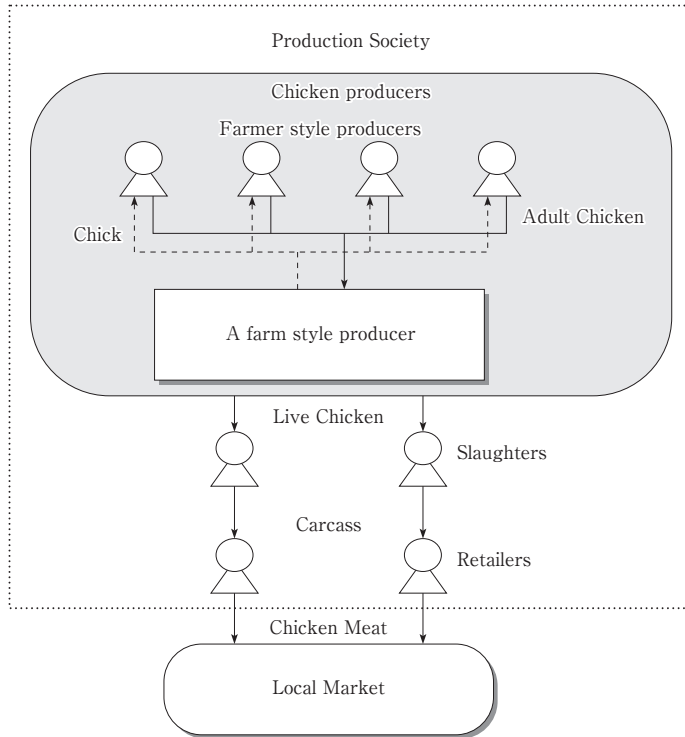 Production Society
Chicken producers
Farmer style producers
Chick
Adult Chicken
A farm style producer
Live Chicken
Slaughters
Carcass
Retailers
Chicken Meat
Local Market